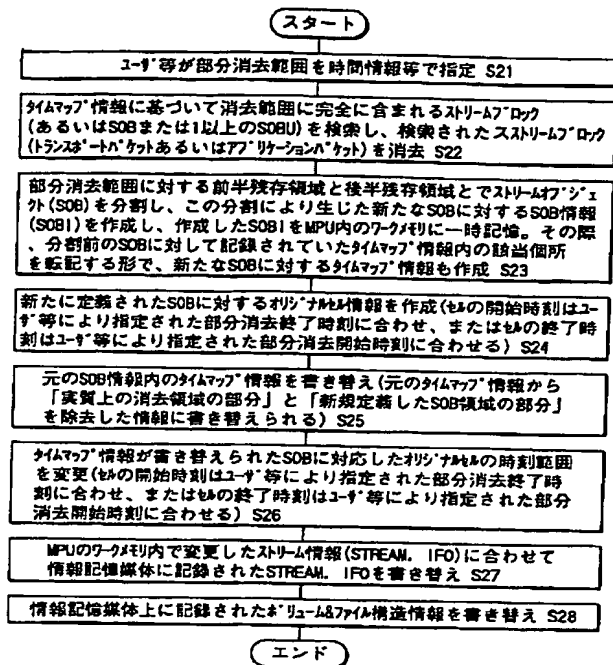 スタート
ユーザ等が部分消去範囲を時間情報等で指定 S21
タイムマップ情報に基づいて消去範囲に完全に含まれるストリームブロック
(あるいはSOBまたは1以上のSOBU)を検索し、検索されたスストリームブロック
(トランスポートパケットあるいはアプリケーションパケット)を消去 S22
部分消去範囲に対する前半残存領域と後半残存領域とでストリームオブジェ
クト(SOB)を分割し、この分割により生じた新たなSOBに対するSOB情報
(SOBI)を作成し、作成したSOBIをMPU内のワークメモリに一時記憶。その際
、分割前のSOBに対して記録されていたタイムマップ情報内の該当個所
を転記する形で、新たなSOBに対するタイムマップ情報も作成 S23
新たに定義されたSOBに対するオリジナルセル情報を作成(セルの開始時刻はユー
ザ等により指定された部分消去終了時刻に合わせ、またはセルの終了時
刻はユーザ等により指定された部分消去開始時刻に合わせる) S24
元のSOB情報内のタイムマップ情報を書き替え(元のタイムマップ情報から
「実質上の消去領域の部分」と「新規定義したSOB領域の部分」
を除去した情報に書き替えられる) S25
タイムマップ情報が書き替えられたSOBに対応したオリジナルセルの時刻範囲
を変更(セルの開始時刻はユーザ等により指定された部分消去終了時
刻に合わせ、またはセルの終了時刻はユーザ等により指定された部分
消去開始時刻に合わせる) S26
MPUのワークメモリ内で変更したストリーム情報(STREAM. IFO)に合わせて
情報記憶媒体に記録されたSTREAM. IFOを書き替え S27
情報記憶媒体上に記録されたボリューム&ファイル構造情報を書き替え S28
エンド